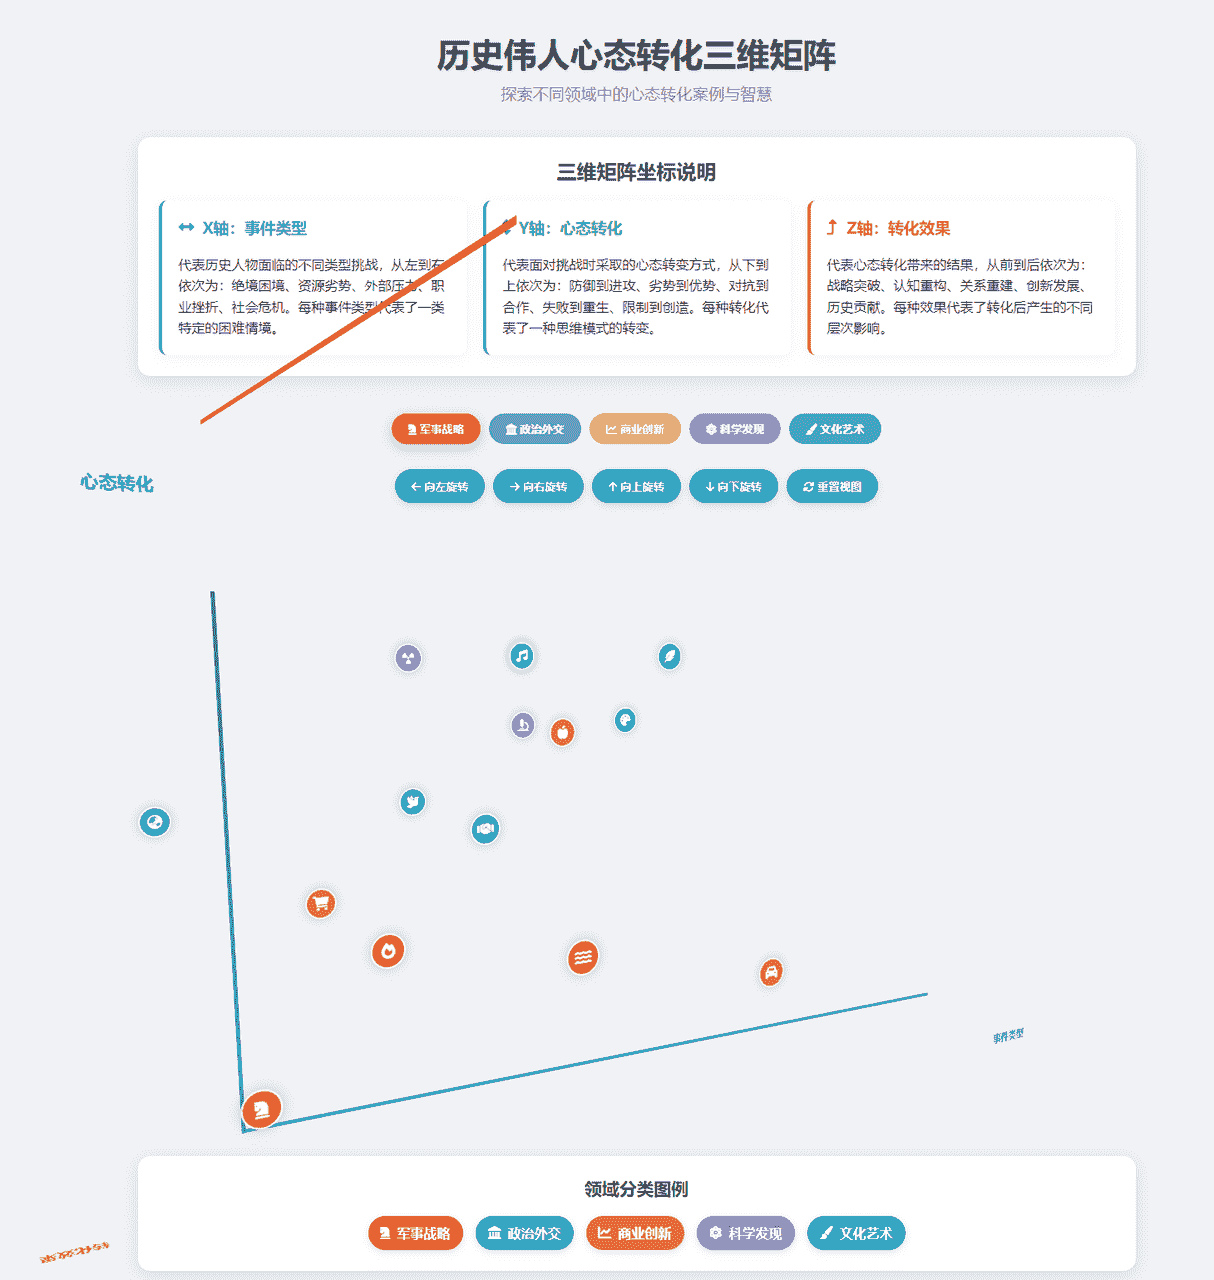 历史伟人心态转化三维矩阵
探索不同领域中的心态转化案例与智慧
三维矩阵坐标说明
X轴：事件类型
代表历史人物面临的不同类型挑战，从左到右
依次为：绝境困境、资源劣势、外部压力、职
业挫折、社会危机。每种事件类型代表了一类
特定的困难情境。
Y轴：心态转化
代表面对挑战时采取的心态转变方式，从下到
上依次为：防御到进攻、劣势到优势、对抗到
合作、失败到重生、限制到创造。每种转化代
表了一种思维模式的转变。
Z轴：转化效果
代表心态转化带来的结果，从前到后依次为：
战略突破、认知重构、关系重建、创新发展、
历史贡献。每种效果代表了转化后产生的不同
层次影响。
军事战略
政治外交
商业创新
科学发现
文化艺术
向左旋转
向右旋转
向上旋转
向下旋转
重置视图
心态转化
事件类型
领域分类图例
军事战略
政治外交
商业创新
科学发现
文化艺术
转化效果